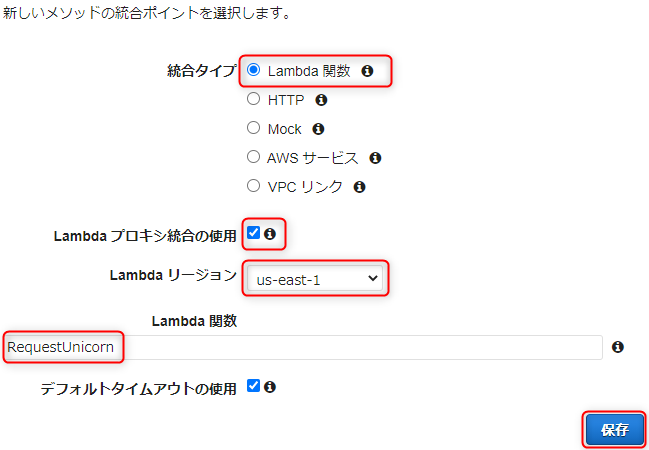 新しいメソッドの統合ポイントを選択します。
統合タイプ Lambda 関数
HTTP
Mock
AWS サービス
VPC リンク
Lambda プロキシ統合の使用
Lambda リージョン us-east-1
Lambda 関数
RequestUnicorn
デフォルトタイムアウトの使用
保存